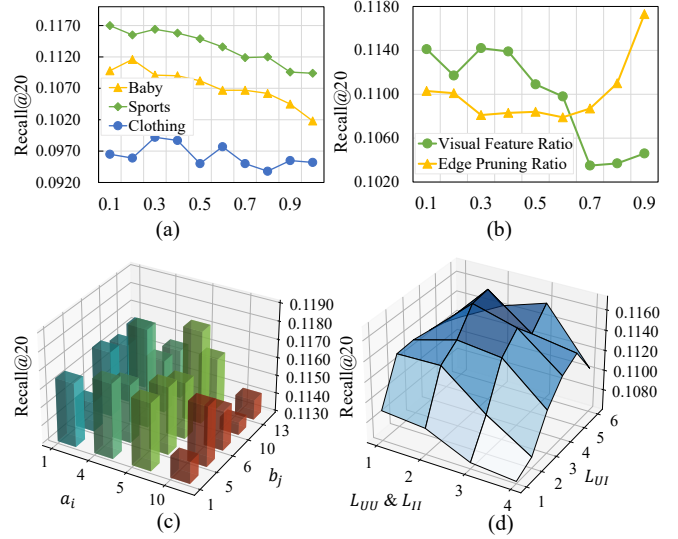 0.1170
0.1120
0.1070
0.1020
0.0970
0.0920
Recall@20
Baby
Sports
Clothing
0.1 0.3 0.5 0.7 0.9
(a)
0.1180
0.1140
0.1100
0.1060
0.1020
Recall@20
Visual Feature Ratio
Edge Pruning Ratio
0.1 0.3 0.5 0.7 0.9
(b)
Recall@20
0.1190
0.1180
0.1170
0.1160
0.1150
0.1140
0.1130
1 4 5 10
a_i
1 5 6 10 13
b_j
(c)
Recall@20
0.1160
0.1140
0.1120
0.1100
0.1080
1 2 3 4
L_UU & L_II
1 2 3 4 5 6
L_UI
(d)